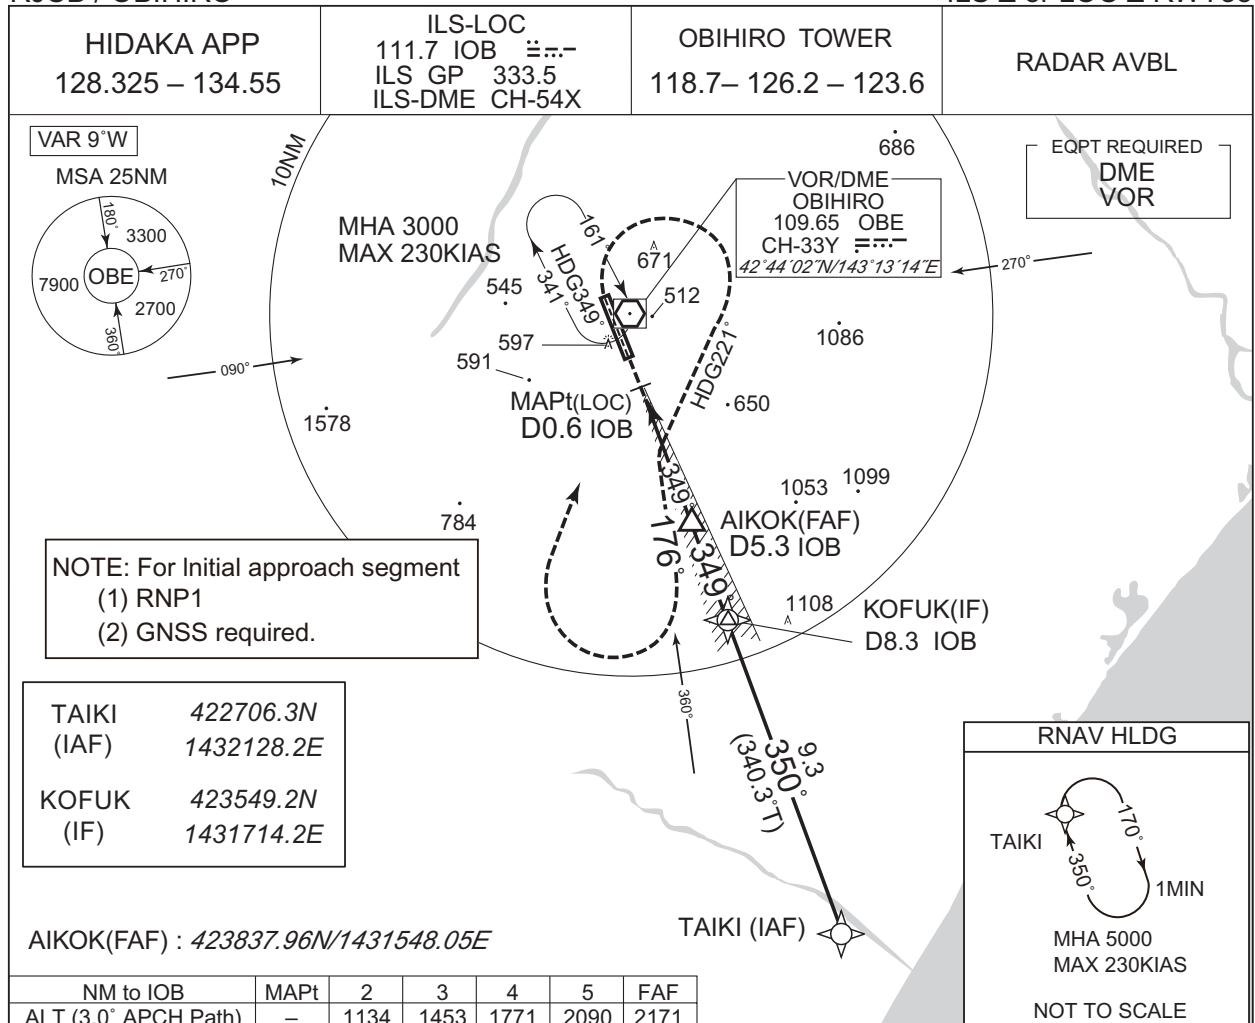 HIDAKA APP
128.325 – 134.55
ILS-LOC
111.7 IOB
ILS GP 333.5
ILS-DME CH-54X
OBIHIRO TOWER
118.7– 126.2 – 123.6
RADAR AVBL
VAR 9°W
MSA 25NM
180°
3300
OBE
270°
7900
2700
360°
10NM
686
EQPT REQUIRED
DME
VOR
VOR/DME
OBIHIRO
109.65 OBE
CH-33Y
42°44´02˝N/143°13´14˝E
MHA 3000
MAX 230KIAS
161°
341°
HDG349°
671
545
512
597
591
270°
090°
1086
HDG221°
650
MAPt(LOC)
D0.6 IOB
1578
349°
1053
1099
784
AIKOK(FAF)
D5.3 IOB
176°
349°
NOTE: For Initial approach segment
(1) RNP1
(2) GNSS required.
1108
KOFUK(IF)
D8.3 IOB
360°
TAIKI
(IAF)
422706.3N
1432128.2E
KOFUK
(IF)
423549.2N
1431714.2E
9.3
350°
(340.3°T)
RNAV HLDG
TAIKI
170°
350°
1MIN
MHA 5000
MAX 230KIAS
NOT TO SCALE
TAIKI (IAF)
AIKOK(FAF) : 423837.96N/1431548.05E
NM to IOB MAPt 2 3 4 5 FAF
ALT (3.0° APCH Path) – 1134 1453 1771 2090 2171